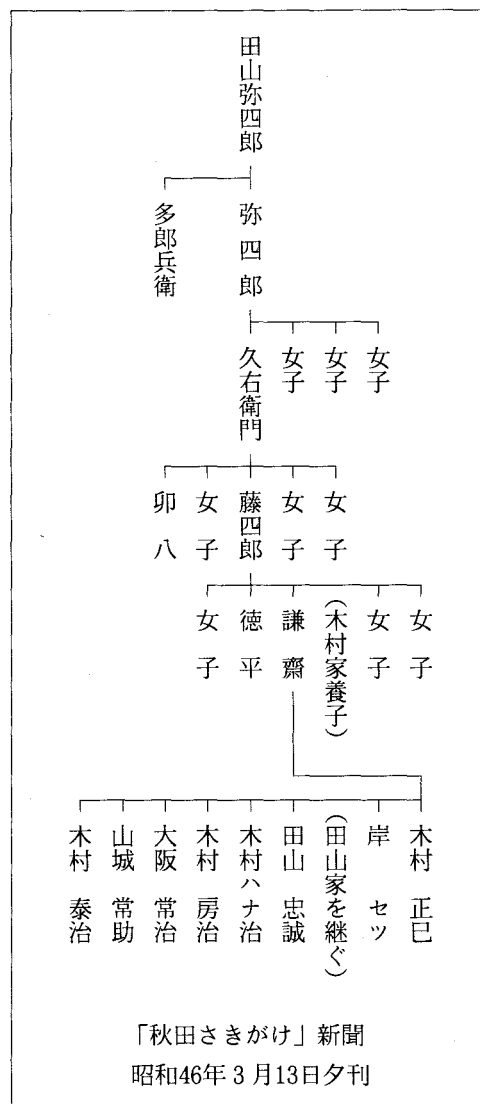 田山弥四郎
弥四郎
多郎兵衛
女子
女子
女子
久右衛門
女子
女子
藤四郎
女子
卯八
女子
女子
(木村家養子)
謙齋
徳平
女子
木村 正巳
岸 セツ
(田山家を継ぐ)
田山 忠誠
木村ハナ治
木村 房治
大阪 常治
山城 常助
木村 泰治
「秋田さきがけ」新聞
昭和46年3月13日夕刊